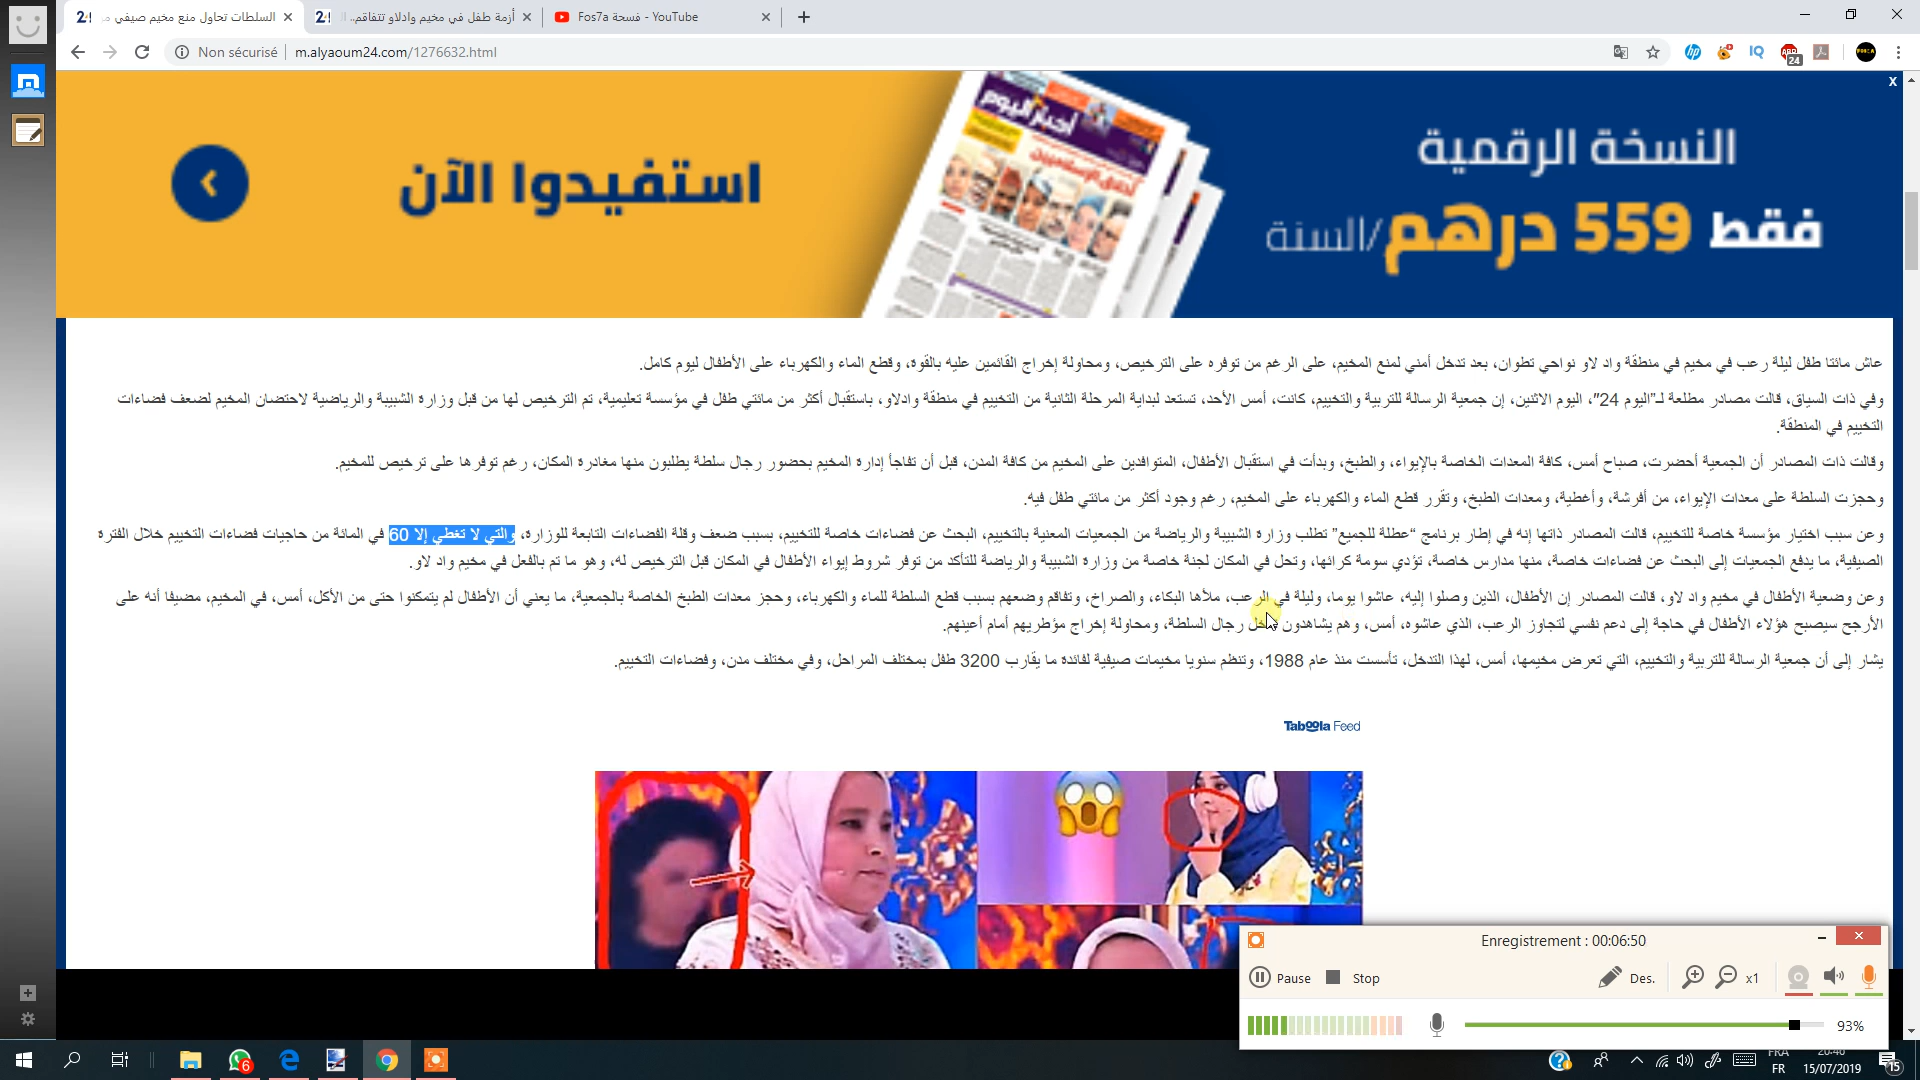 السلطات تحاول منع مخيم صيفي
أزمة طفل في مخيم وادلاو تتفاقم..
Fos7a فسحة - YouTube
Non sécurisé
m.alyaoum24.com/1276632.html
24
X
النسخة الرقمية
فقط 559 درهم/السنة
استفيدوا الآن
أخبار اليوم
عاش مائتا طفل ليلة رعب في مخيم في منطقة واد لاو نواحي تطوان، بعد تدخل أمني لمنع المخيم، على الرغم من توفره على الترخيص، ومحاولة إخراج القائمين عليه بالقوة، وقطع الماء والكهرباء على الأطفال ليوم كامل.
وفي ذات السياق، قالت مصادر مطلعة لـ"اليوم 24″، اليوم الاثنين، إن جمعية الرسالة للتربية والتخييم، كانت، أمس الأحد، تستعد لبداية المرحلة الثانية من التخييم في منطقة وادلاو، باستقبال أكثر من مائتي طفل في مؤسسة تعليمية، تم الترخيص لها من قبل وزارة الشبيبة والرياضية لاحتضان المخيم لضعف فضاءات
التخييم في المنطقة.
وقالت ذات المصادر أن الجمعية أحضرت، صباح أمس، كافة المعدات الخاصة بالإيواء، والطبخ، وبدأت في استقبال الأطفال، المتوافدين على المخيم من كافة المدن، قبل أن تفاجأ إدارة المخيم بحضور رجال سلطة يطلبون منها مغادرة المكان، رغم توفرها على ترخيص للمخيم.
وحجزت السلطة على معدات الإيواء، من أفرشة، وأغطية، ومعدات الطبخ، وتقرر قطع الماء والكهرباء على المخيم، رغم وجود أكثر من مائتي طفل فيه.
وعن سبب اختيار مؤسسة خاصة للتخييم، قالت المصادر ذاتها إنه في إطار برنامج "عطلة للجميع" تطلب وزارة الشبيبة والرياضة من الجمعيات المعنية بالتخييم، البحث عن فضاءات خاصة للتخييم، بسبب ضعف وقلة الفضاءات التابعة للوزارة، والتي لا تغطي إلا 60 في المائة من حاجيات فضاءات التخييم خلال الفترة
الصيفية، ما يدفع الجمعيات إلى البحث عن فضاءات خاصة، منها مدارس خاصة، تؤدي سومة كرائها، وتحل في المكان لجنة خاصة من وزارة الشبيبة والرياضية للتأكد من توفر شروط إيواء الأطفال في المكان قبل الترخيص له، وهو ما تم بالفعل في مخيم واد لاو.
وعن وضعية الأطفال في مخيم واد لاو، قالت المصادر إن الأطفال، الذين وصلوا إليه، عاشوا يوما، وليلة في الرعب، ملأها البكاء، والصراخ، وتفاقم وضعهم بسبب قطع السلطة للماء والكهرباء، وحجز معدات الطبخ الخاصة بالجمعية، ما يعني أن الأطفال لم يتمكنوا حتى من الأكل، أمس، في المخيم، مضيفا أنه على
الأرجح سيصبح هؤلاء الأطفال في حاجة إلى دعم نفسي لتجاوز الرعب، الذي عاشوه، أمس، وهم يشاهدون تدخل رجال السلطة، ومحاولة إخراج مؤطريهم أمام أعينهم.
يشار إلى أن جمعية الرسالة للتربية والتخييم، التي تعرض مخيمها، أمس، لهذا التدخل، تأسست منذ عام 1988، وتنظم سنويا مخيمات صيفية لفائدة ما يقارب 3200 طفل بمختلف المراحل، وفي مختلف مدن، وفضاءات التخييم.
Taboola Feed
Enregistrement : 00:06:50
Pause Stop Des. x1
93%
6
FRA
FR
20:46
15/07/2019
15